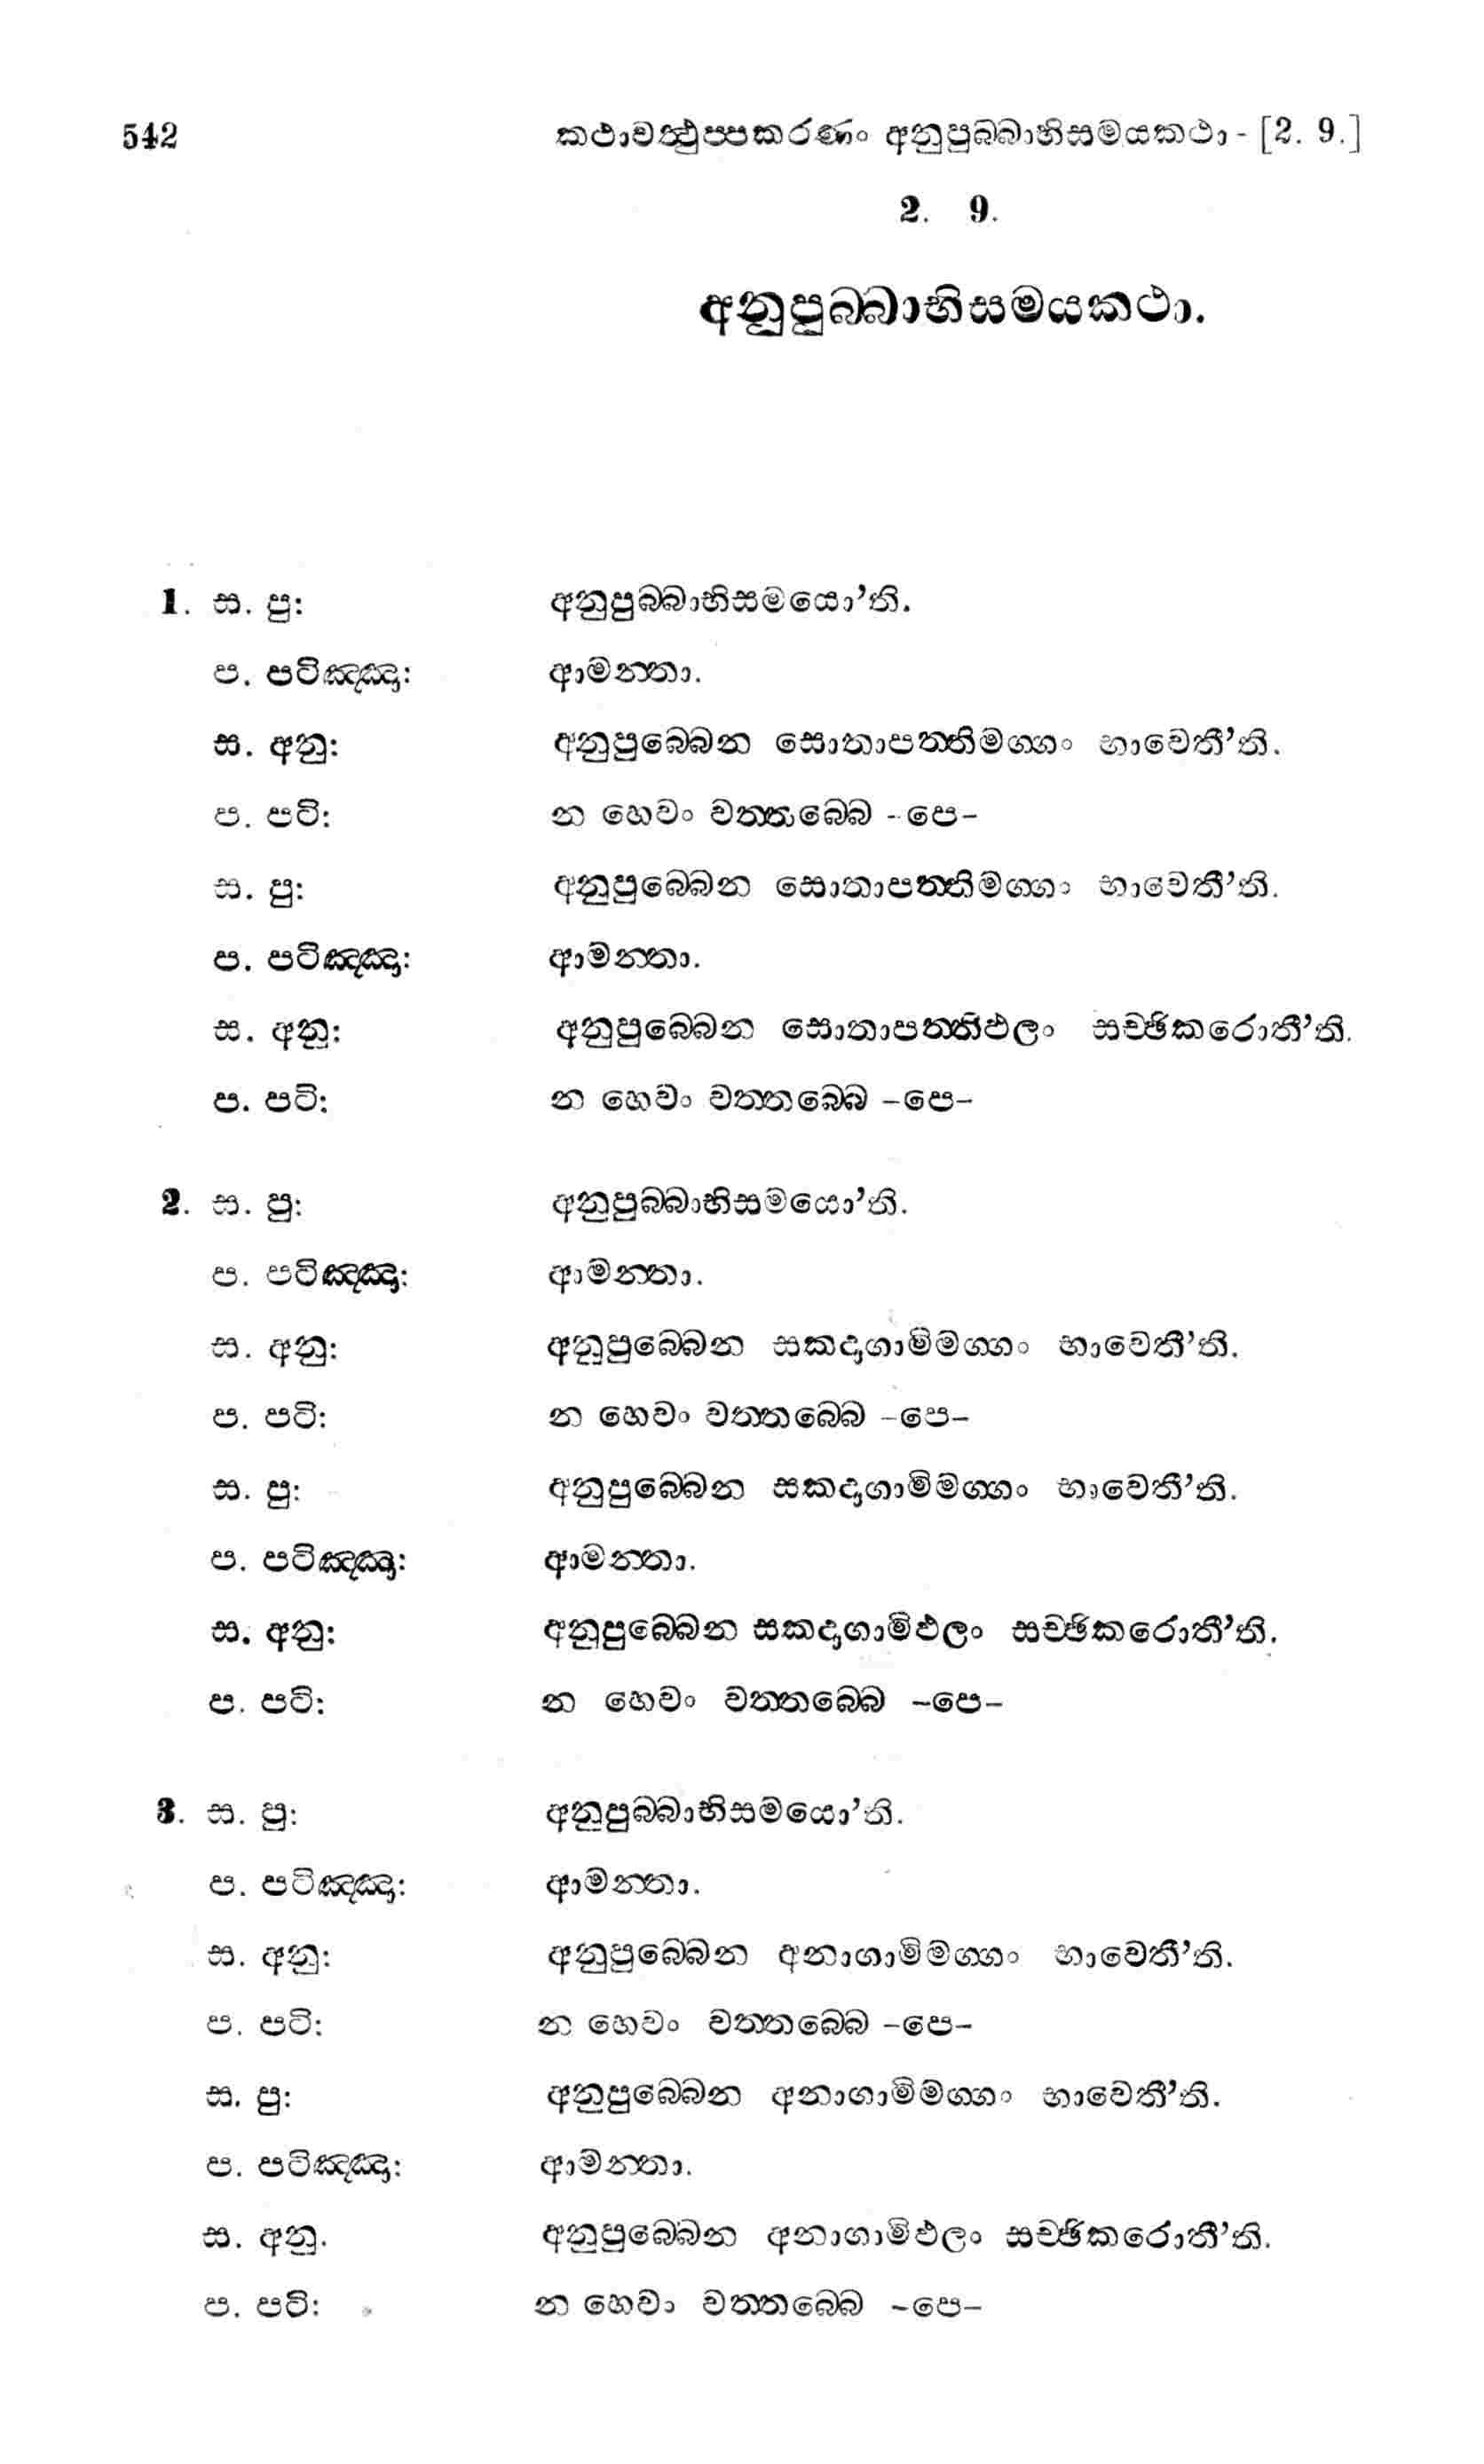 542 කථාවත්‍ථුප්පකරණං අනුපුබ්බාභිසමයකථා - [2. 9.]
2. 9.
අනුපුබ්බාභිසමයකථා.
1. ස. පු: අනුපුබ්බාභිසමයො’ති.
ප. පටිඤ්ඤා: ආමන්තා.
ස. අනු: අනුපුබ්බෙන සොතාපත්තිමග්ගං භාවෙතී’ති.
ප. පටි: න හෙවං වත්තබ්බෙ -පෙ-
ස. පු: අනුපුබ්බෙන සොතාපත්තිමග්ගං භාවෙතී’ති.
ප. පටිඤ්ඤා: ආමන්තා.
ස. අනු: අනුපුබ්බෙන සොතාපත්තිඵලං සච්ඡිකරොතී’ති.
ප. පටි: න හෙවං වත්තබ්බෙ -පෙ-
2. ස. පු: අනුපුබ්බාභිසමයො’ති.
ප. පටිඤ්ඤා: ආමන්තා.
ස. අනු: අනුපුබ්බෙන සකදාගාමිමග්ගං භාවෙතී’ති.
ප. පටි: න හෙවං වත්තබ්බෙ -පෙ-
ස. පු: අනුපුබ්බෙන සකදාගාමිමග්ගං භාවෙතී’ති.
ප. පටිඤ්ඤා: ආමන්තා.
ස. අනු: අනුපුබ්බෙන සකදාගාමිඵලං සච්ඡිකරොතී’ති.
ප. පටි: න හෙවං වත්තබ්බෙ -පෙ-
3. ස. පු: අනුපුබ්බාභිසමයො’ති.
ප. පටිඤ්ඤා: ආමන්තා.
ස. අනු: අනුපුබ්බෙන අනාගාමිමග්ගං භාවෙතී’ති.
ප. පටි: න හෙවං වත්තබ්බෙ -පෙ-
ස. පු: අනුපුබ්බෙන අනාගාමිමග්ගං භාවෙතී’ති.
ප. පටිඤ්ඤා: ආමන්තා.
ස. අනු. අනුපුබ්බෙන අනාගාමිඵලං සච්ඡිකරොතී’ති.
ප. පටි: න හෙවං වත්තබ්බෙ -පෙ-